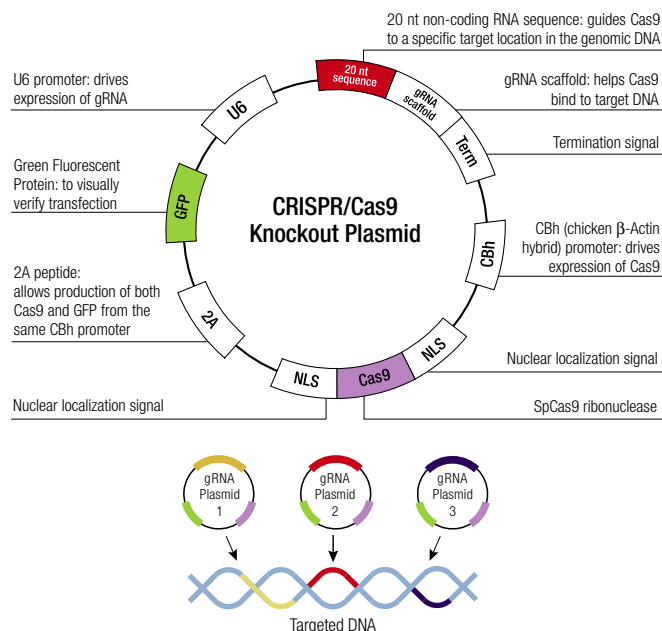 20 nt non-coding RNA sequence: guides Cas9
to a specific target location in the genomic DNA
U6 promoter: drives
expression of gRNA
gRNA scaffold: helps Cas9
bind to target DNA
Termination signal
Green Fluorescent
Protein: to visually
verify transfection
CBh (chicken β-Actin
hybrid) promoter: drives
expression of Cas9
2A peptide:
allows production of both
Cas9 and GFP from the
same CBh promoter
Nuclear localization signal
Nuclear localization signal
SpCas9 ribonuclease
CRISPR/Cas9
Knockout Plasmid
20 nt
sequence
gRNA
scaffold
Term
CBh
NLS
Cas9
NLS
2A
GFP
U6
gRNA
Plasmid
1
gRNA
Plasmid
2
gRNA
Plasmid
3
Targeted DNA